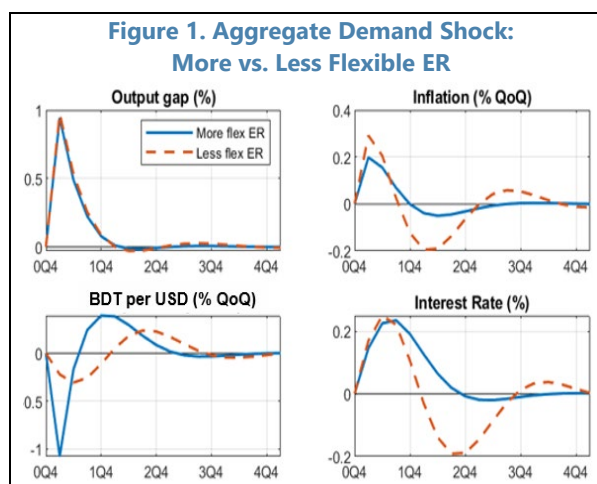 Figure 1. Aggregate Demand Shock:
More vs. Less Flexible ER
Output gap (%)
1
0.5
0
More flex ER
Less flex ER
0Q4 1Q4 2Q4 3Q4 4Q4
Inflation (% QoQ)
0.4
0.2
0
-0.2
0Q4 1Q4 2Q4 3Q4 4Q4
BDT per USD (% QoQ)
0
0.5
-1
0Q4 1Q4 2Q4 3Q4 4Q4
Interest Rate (%)
0.2
0
-0.2
0Q4 1Q4 2Q4 3Q4 4Q4